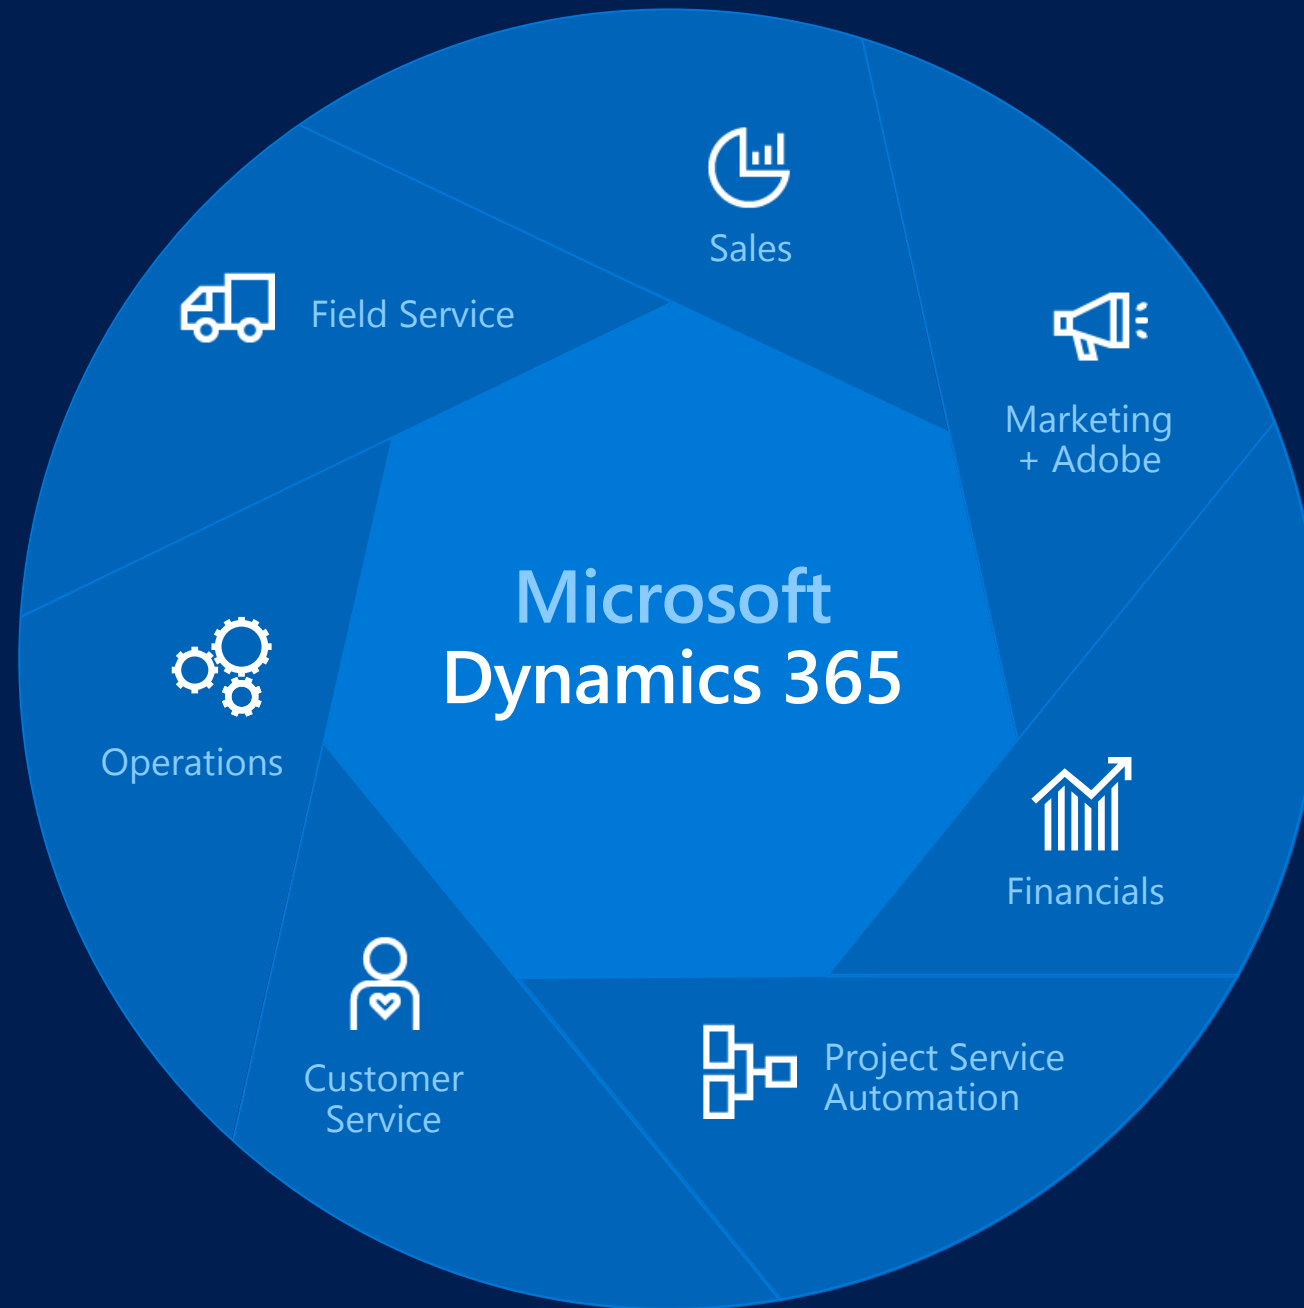 Sales
Field Service
Marketing
+ Adobe
Microsoft
Dynamics 365
Operations
Financials
Customer
Service
Project Service
Automation